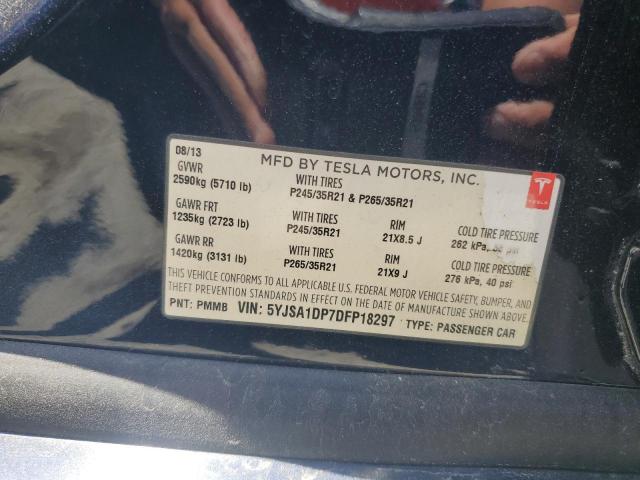 08/13
MFD BY TESLA MOTORS, INC.
TESLA
GVWR WITH TIRES
2590kg (5710 lb) P245/35R21 & P265/35R21
GAWR FRT WITH TIRES RIM COLD TIRE PRESSURE
1235kg (2723 lb) P245/35R21 21X8.5 J 262 kPa, psi
GAWR RR WITH TIRES RIM COLD TIRE PRESSURE
1420kg (3131 lb) P265/35R21 21X9 J 276 kPa, 40 psi
THIS VEHICLE CONFORMS TO ALL APPLICABLE U.S. FEDERAL MOTOR VEHICLE SAFETY, BUMPER, AND
THEFT PREVENTION STANDARDS IN EFFECT ON THE DATE OF MANUFACTURE SHOWN ABOVE.
PNT: PMMB VIN: 5YJSA1DP7DFP18297 TYPE: PASSENGER CAR